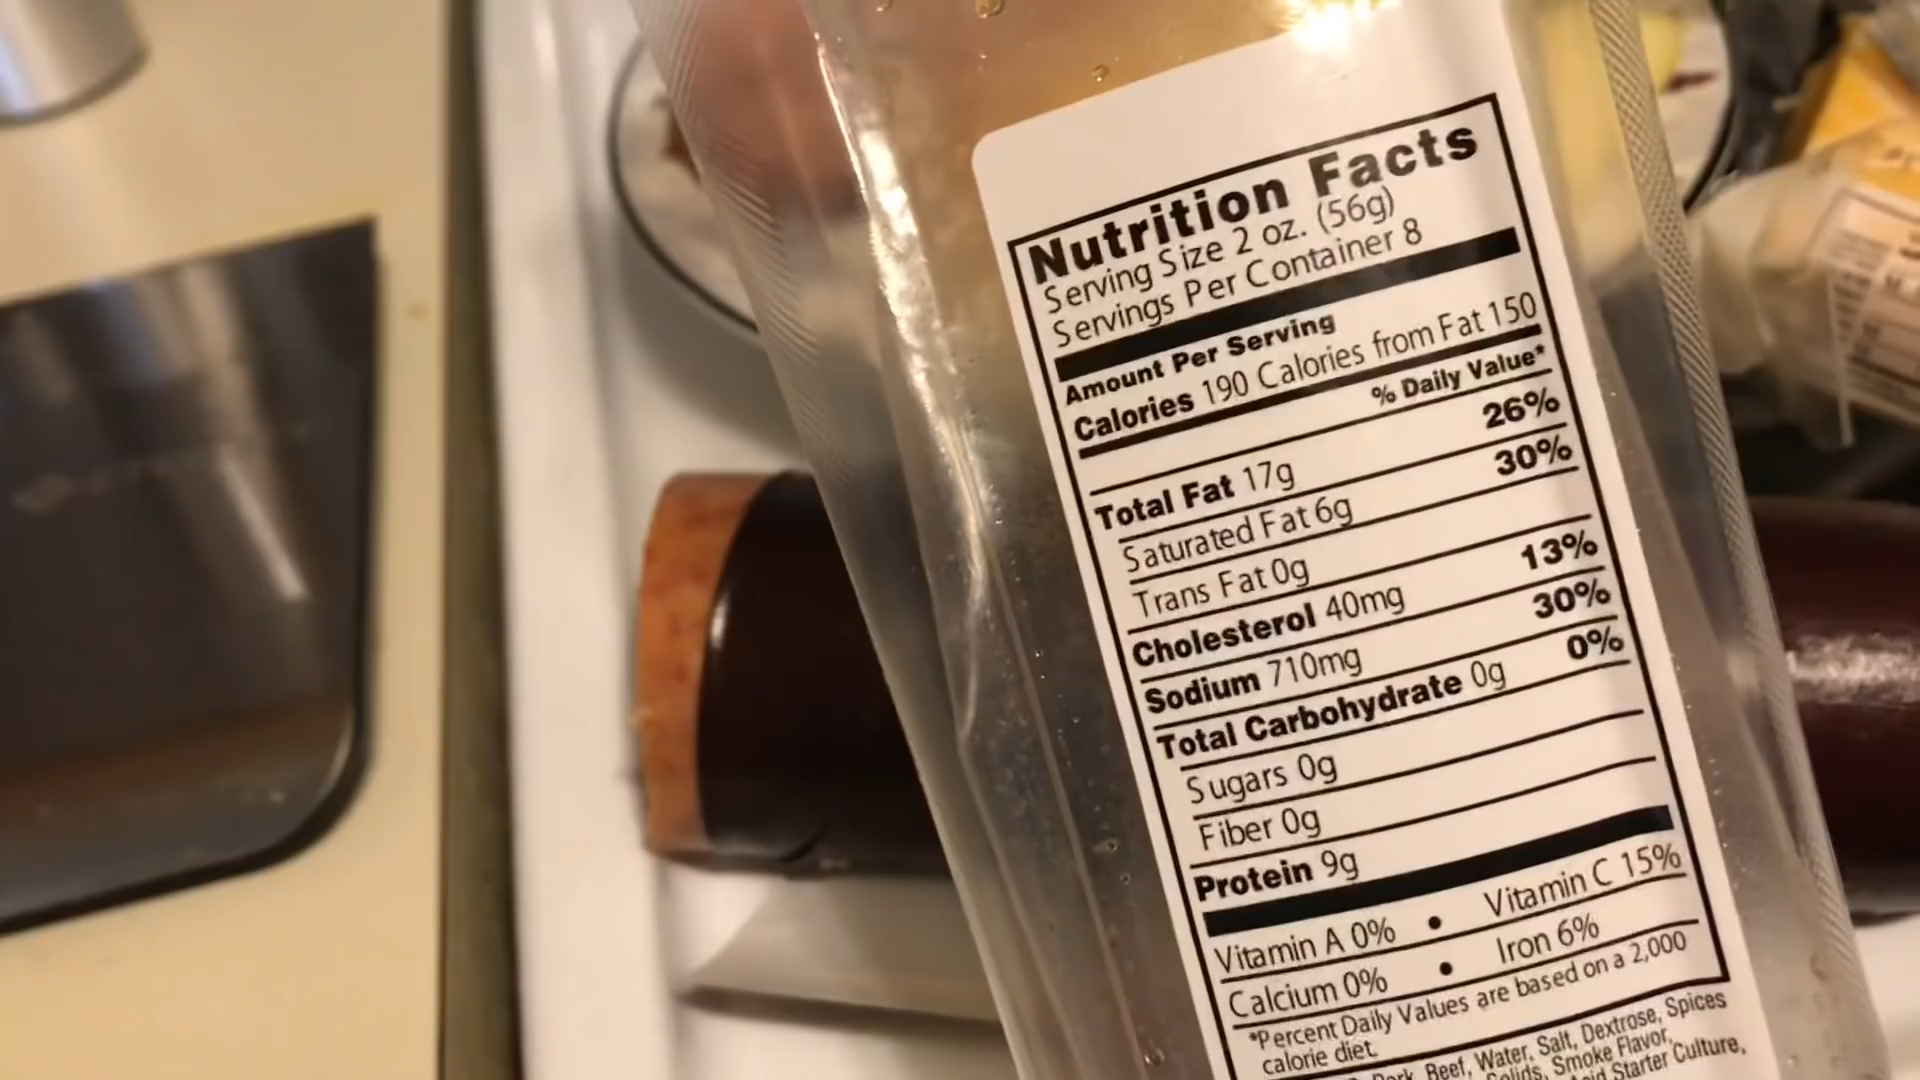 Nutrition Facts
Serving Size 2 oz. (56g)
Servings Per Container 8
Amount Per Serving
Calories 190 Calories from Fat 150
% Daily Value*
Total Fat 17g 26%
Saturated Fat 6g 30%
Trans Fat 0g
Cholesterol 40mg 13%
Sodium 710mg 30%
Total Carbohydrate 0g 0%
Sugars 0g
Fiber 0g
Protein 9g
Vitamin A 0% • Vitamin C 15%
Calcium 0% • Iron 6%
*Percent Daily Values are based on a 2,000
calorie diet.
Pork, Beef, Water, Salt, Dextrose, Spices
Solids, Smoke Flavor,
Acid Starter Culture,